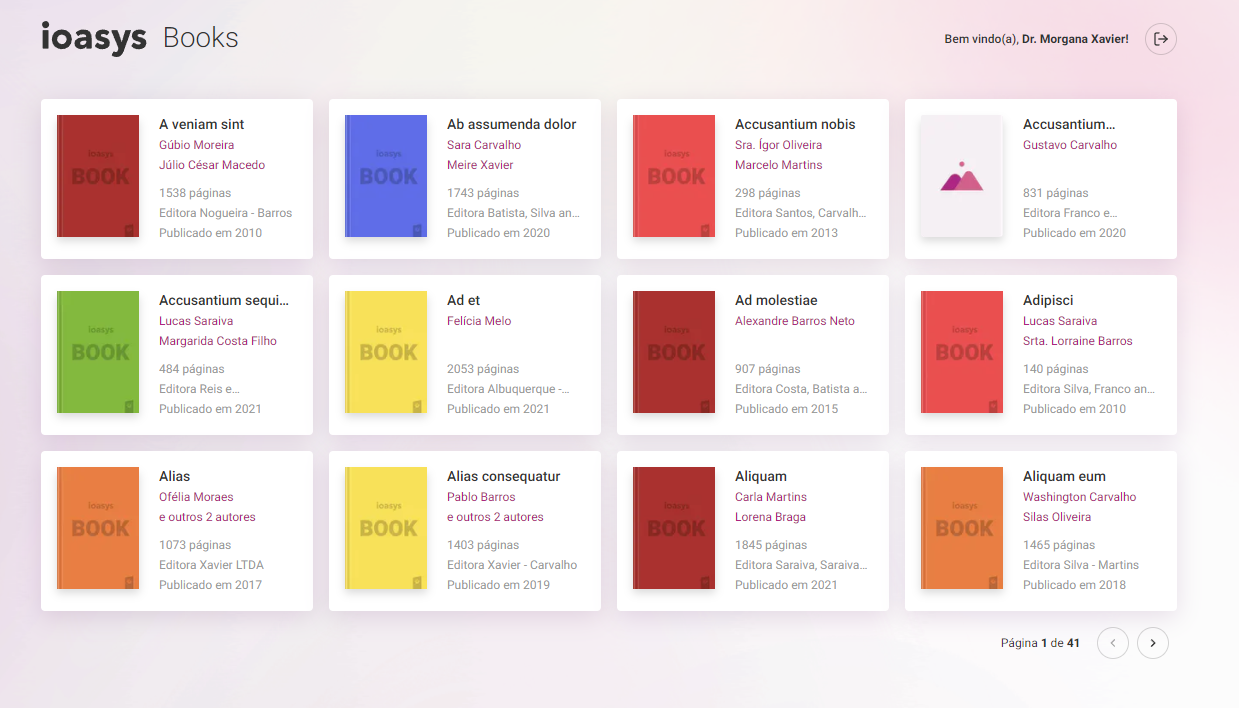 ioasys Books
Bem vindo(a), Dr. Morgana Xavier!
ioasys
BOOK
A veniam sint
Gúbio Moreira
Júlio César Macedo
1538 páginas
Editora Nogueira - Barros
Publicado em 2010
ioasys
BOOK
Ab assumenda dolor
Sara Carvalho
Meire Xavier
1743 páginas
Editora Batista, Silva an...
Publicado em 2020
ioasys
BOOK
Accusantium nobis
Sra. Ígor Oliveira
Marcelo Martins
298 páginas
Editora Santos, Carvalh...
Publicado em 2013
Accusantium...
Gustavo Carvalho
831 páginas
Editora Franco e...
Publicado em 2020
ioasys
BOOK
Accusantium sequi...
Lucas Saraiva
Margarida Costa Filho
484 páginas
Editora Reis e...
Publicado em 2021
ioasys
BOOK
Ad et
Felícia Melo
2053 páginas
Editora Albuquerque -...
Publicado em 2021
ioasys
BOOK
Ad molestiae
Alexandre Barros Neto
907 páginas
Editora Costa, Batista a...
Publicado em 2015
ioasys
BOOK
Adipisci
Lucas Saraiva
Srta. Lorraine Barros
140 páginas
Editora Silva, Franco an...
Publicado em 2010
ioasys
BOOK
Alias
Ofélia Moraes
e outros 2 autores
1073 páginas
Editora Xavier LTDA
Publicado em 2017
ioasys
BOOK
Alias consequatur
Pablo Barros
e outros 2 autores
1403 páginas
Editora Xavier - Carvalho
Publicado em 2019
ioasys
BOOK
Aliquam
Carla Martins
Lorena Braga
1845 páginas
Editora Saraiva, Saraiva...
Publicado em 2021
ioasys
BOOK
Aliquam eum
Washington Carvalho
Silas Oliveira
1465 páginas
Editora Silva - Martins
Publicado em 2018
Página 1 de 41